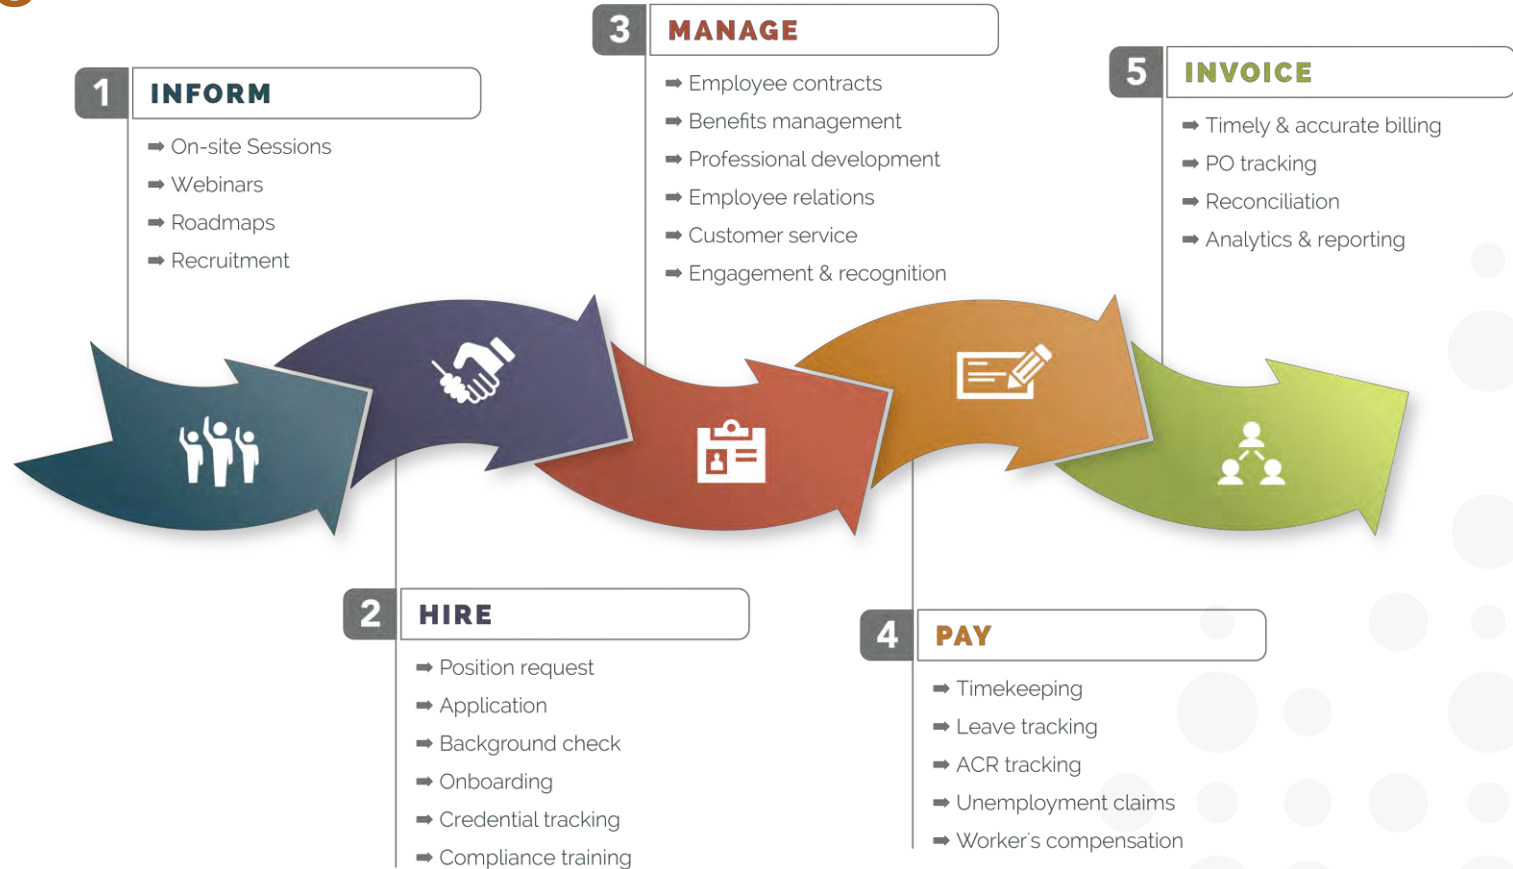 1 INFORM
➡ On-site Sessions
➡ Webinars
➡ Roadmaps
➡ Recruitment
2 HIRE
➡ Position request
➡ Application
➡ Background check
➡ Onboarding
➡ Credential tracking
➡ Compliance training
3 MANAGE
➡ Employee contracts
➡ Benefits management
➡ Professional development
➡ Employee relations
➡ Customer service
➡ Engagement & recognition
4 PAY
➡ Timekeeping
➡ Leave tracking
➡ ACR tracking
➡ Unemployment claims
➡ Worker's compensation
5 INVOICE
➡ Timely & accurate billing
➡ PO tracking
➡ Reconciliation
➡ Analytics & reporting